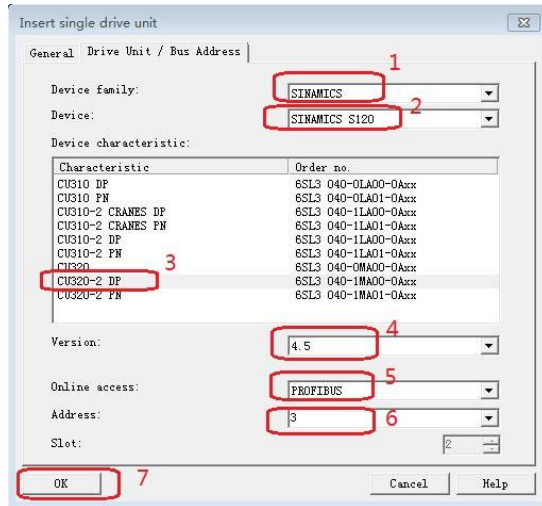 Insert single drive unit
General Drive Unit / Bus Address
1
Device family: SINAMICS
2
Device: SINAMICS S120
Device characteristic:
Characteristic Order no.
CU310 DP 6SL3 040-0LA00-0Axx
CU310 PN 6SL3 040-0LA01-0Axx
CU310-2 CRANES DP 6SL3 040-1LA00-0Axx
CU310-2 CRANES PN 6SL3 040-1LA01-0Axx
CU310-2 DP 6SL3 040-1LA00-0Axx
CU310-2 PN 6SL3 040-1LA01-0Axx
CU320 6SL3 040-0MA00-0Axx
3
CU320-2 DP 6SL3 040-1MA00-0Axx
CU320-2 PN 6SL3 040-1MA01-0Axx
4
Version: 4.5
5
Online access: PROFIBUS
Address: 3 6
Slot: 2
OK 7 Cancel Help